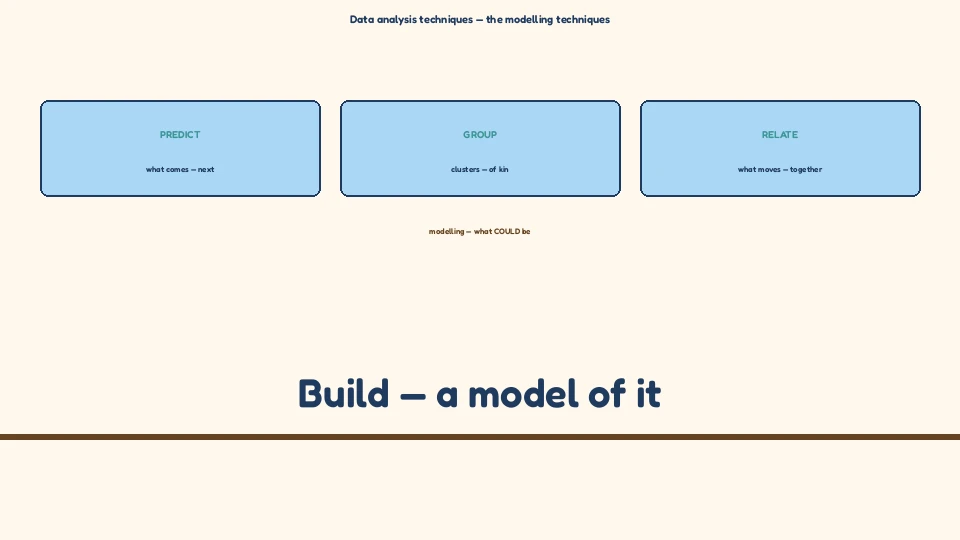 Data analysis techniques — the modelling techniques
PREDICT
what comes — next
GROUP
clusters — of kin
RELATE
what moves — together
modelling — what COULD be
Build — a model of it